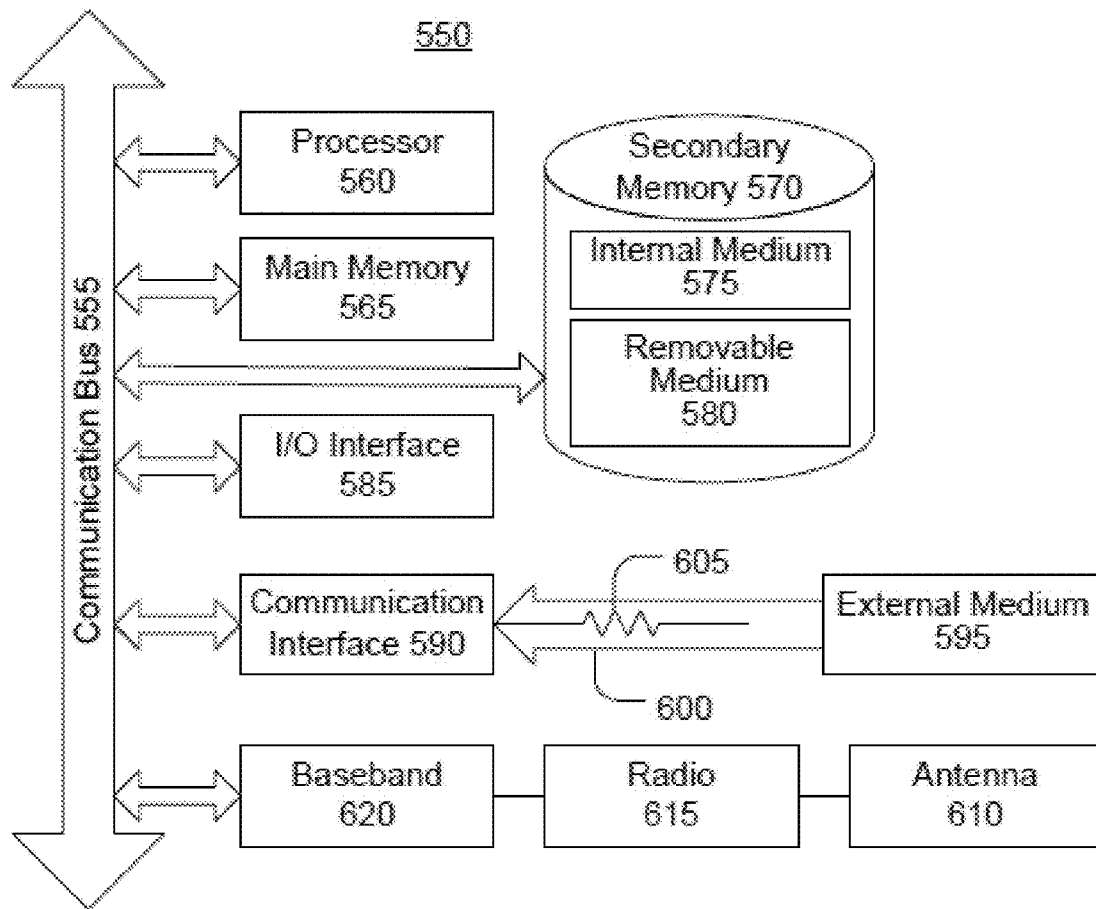 550
Communication Bus 555
Processor
560
Secondary
Memory 570
Main Memory
565
Internal Medium
575
Removable
Medium
580
I/O Interface
585
605
Communication
Interface 590
External Medium
595
600
Baseband
620
Radio
615
Antenna
610